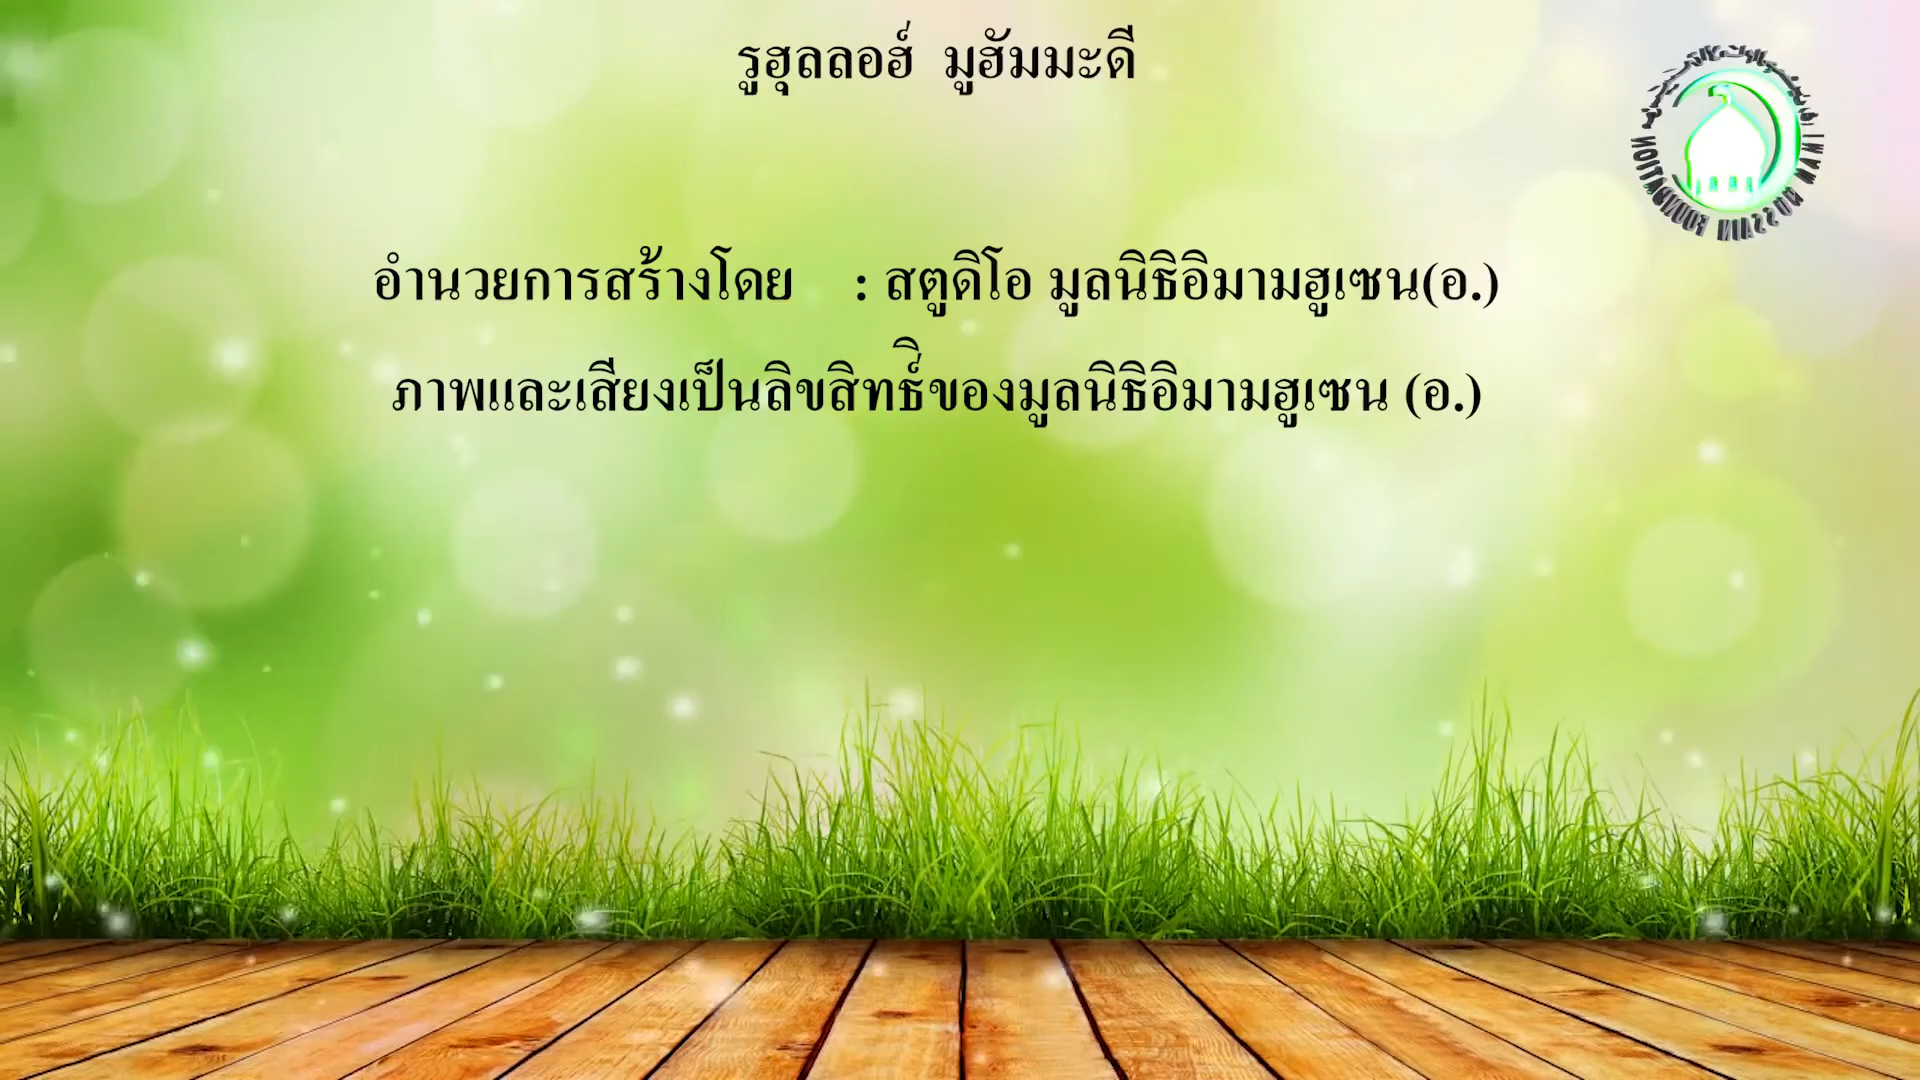 รูฮุลลอฮ์ มูฮัมมะดี
อำนวยการสร้างโดย : สตูดิโอ มูลนิธิอิมามฮูเซน(อ.)
ภาพและเสียงเป็นลิขสิทธิ์ิของมูลนิธิอิมามฮูเซน (อ.)
IMAM HOSSAIN FOUNDATION